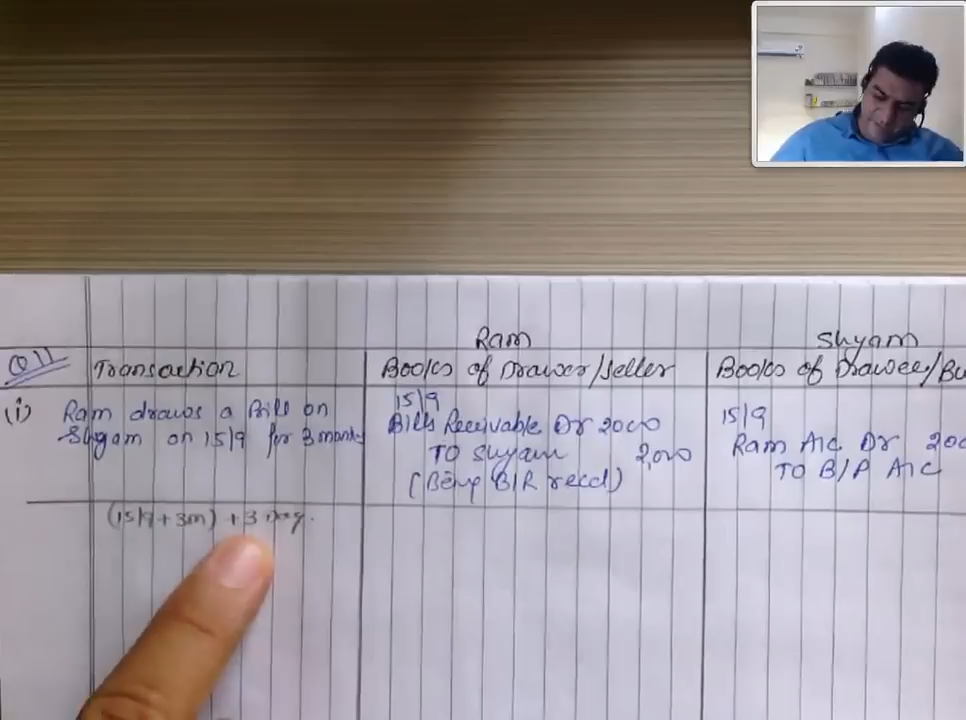 Ram
Shyam
Q11
Transaction
Books of Drawer/Seller
Books of Drawee/Bu
(i) Ram draws a Bill on
Shyam on 15/9 for 3 month
15/9
Bills Receivable Dr 2000
To Shyam 2,000
(Being B/R recd)
15/9
Ram A/c Dr 200
To B/P A/c
(15/9+3m) +3 Day.